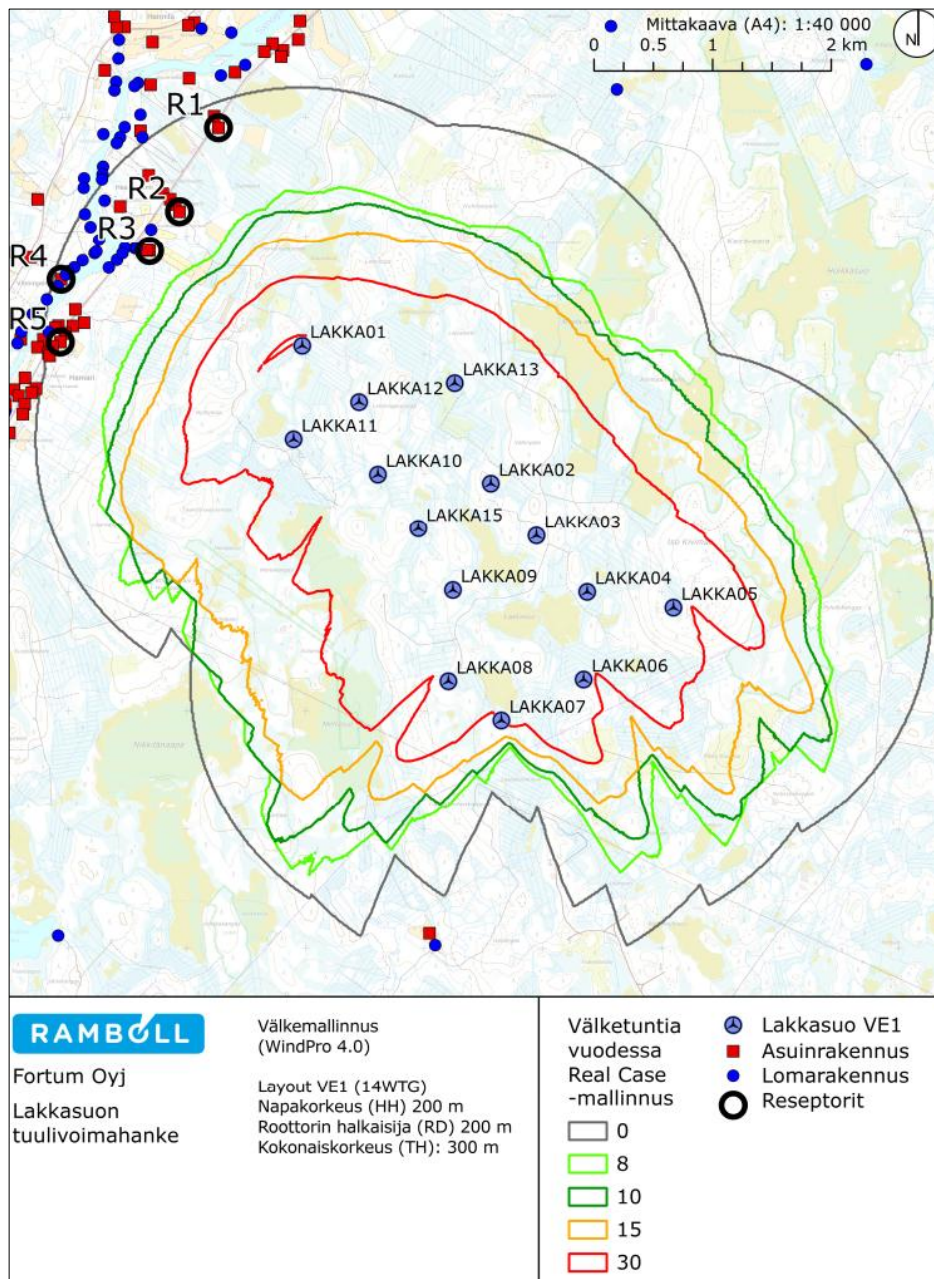 Mittakaava (A4): 1:40 000
0 0.5 1 2 km
N
R1
R2
R3
R4
R5
LAKKA01
LAKKA13
LAKKA12
LAKKA11
LAKKA10
LAKKA02
LAKKA15
LAKKA03
LAKKA09
LAKKA04
LAKKA05
LAKKA08
LAKKA06
LAKKA07
RAMBOLL
Fortum Oyj
Lakkasuon
tuulivoimahanke
Välkemallinnus
(WindPro 4.0)
Layout VE1 (14WTG)
Napakorkeus (HH) 200 m
Roottorin halkaisija (RD) 200 m
Kokonaiskorkeus (TH): 300 m
Välketuntia
vuodessa
Real Case
-mallinnus
0
8
10
15
30
Lakkasuo VE1
Asuinrakennus
Lomarakennus
Reseptorit